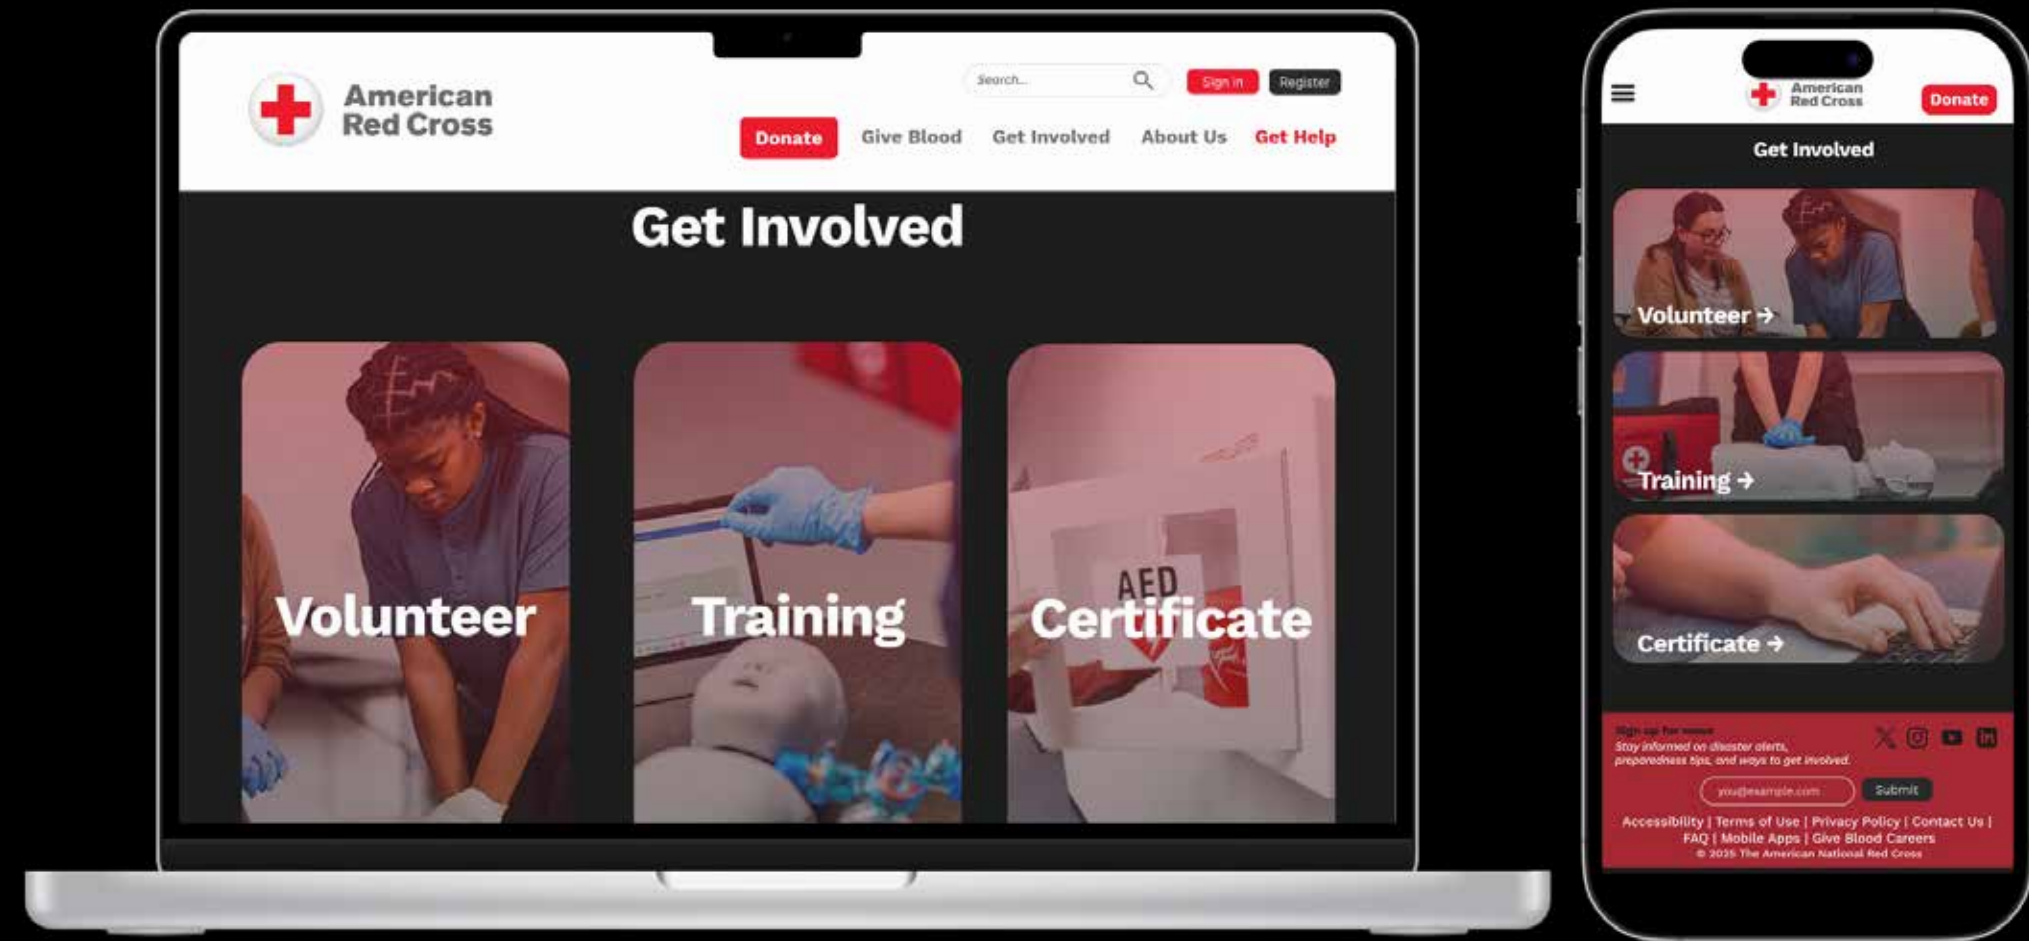 American
Red Cross
Search...
Sign in
Register
Donate
Give Blood
Get Involved
About Us
Get Help
Get Involved
Volunteer
Training
AED
Certificate
American
Red Cross
Donate
Get Involved
Volunteer →
Training →
Certificate →
Sign up for news
Stay informed on disaster alerts,
preparedness tips, and ways to get involved.
you@example.com
Submit
Accessibility | Terms of Use | Privacy Policy | Contact Us |
FAQ | Mobile Apps | Give Blood Careers
© 2025 The American National Red Cross